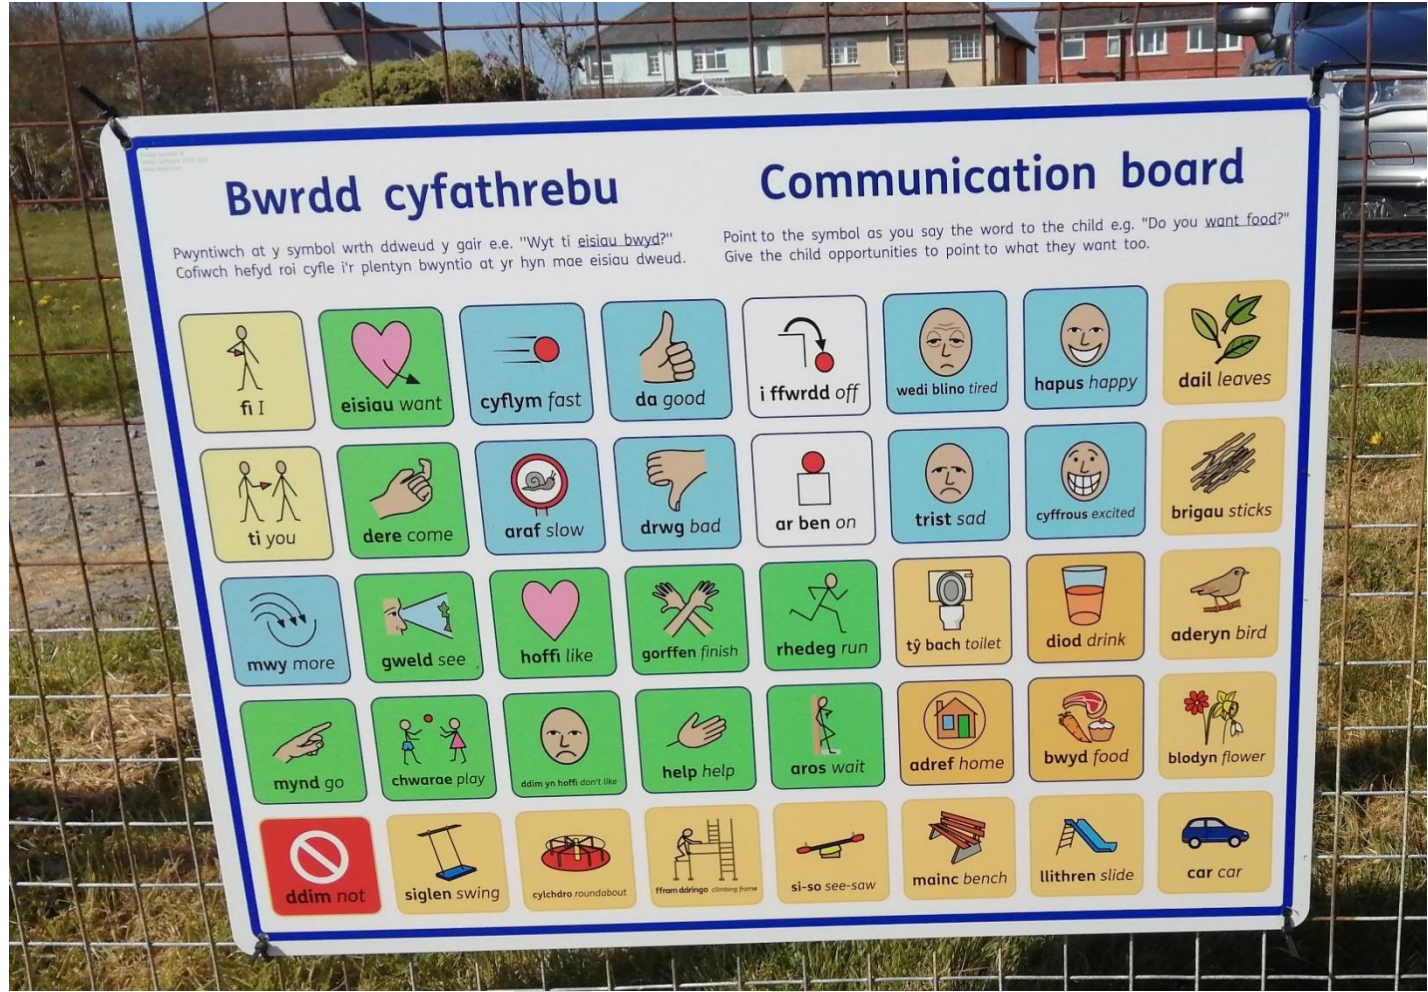 Bwrdd cyfathrebu
Pwyntiwch at y symbol wrth ddweud y gair e.e. "Wyt ti eisiau bwyd?"
Cofiwch hefyd roi cyfle i'r plentyn bwyntio at yr hyn mae eisiau dweud.
Communication board
Point to the symbol as you say the word to the child e.g. "Do you want food?"
Give the child opportunities to point to what they want too.
fi I
eisiau want
cyflym fast
da good
i ffwrdd off
wedi blino tired
hapus happy
dail leaves
ti you
dere come
araf slow
drwg bad
ar ben on
trist sad
cyffrous excited
brigau sticks
mwy more
gweld see
hoffi like
gorffen finish
rhedeg run
tŷ bach toilet
diod drink
aderyn bird
mynd go
chwarae play
ddim yn hoffi don't like
help help
aros wait
adref home
bwyd food
blodyn flower
ddim not
siglen swing
cylchdro roundabout
ffram ddringo climbing frame
si-so see-saw
mainc bench
llithren slide
car car